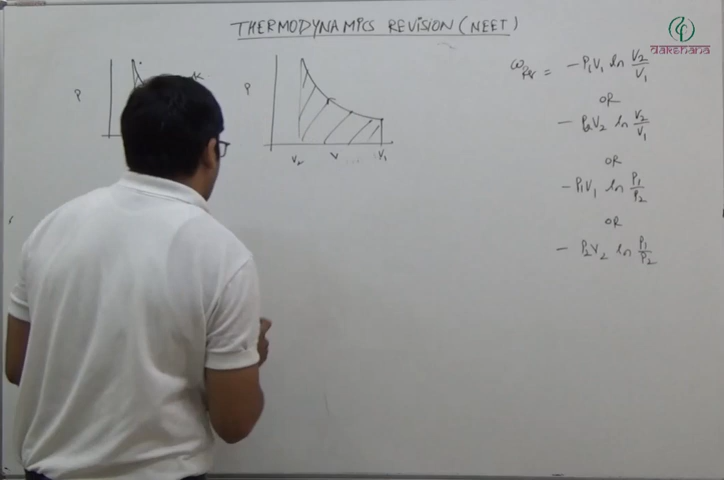 THERMODYNAMICS REVISION (NEET)
dakshana
P
P
V₂ V V₁
ωRev = - P₁V₁ ln V₂/V₁
OR
- P₂V₂ ln V₂/V₁
OR
- P₁V₁ ln P₁/P₂
OR
- P₂V₂ ln P₁/P₂